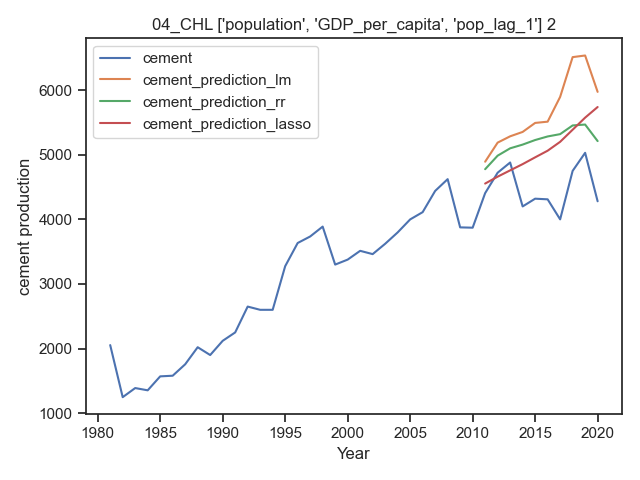 04_CHL ['population', 'GDP_per_capita', 'pop_lag_1'] 2
cement
cement_prediction_lm
cement_prediction_rr
cement_prediction_lasso
cement production
6000
5000
4000
3000
2000
1000
1980
1985
1990
1995
2000
2005
2010
2015
2020
Year